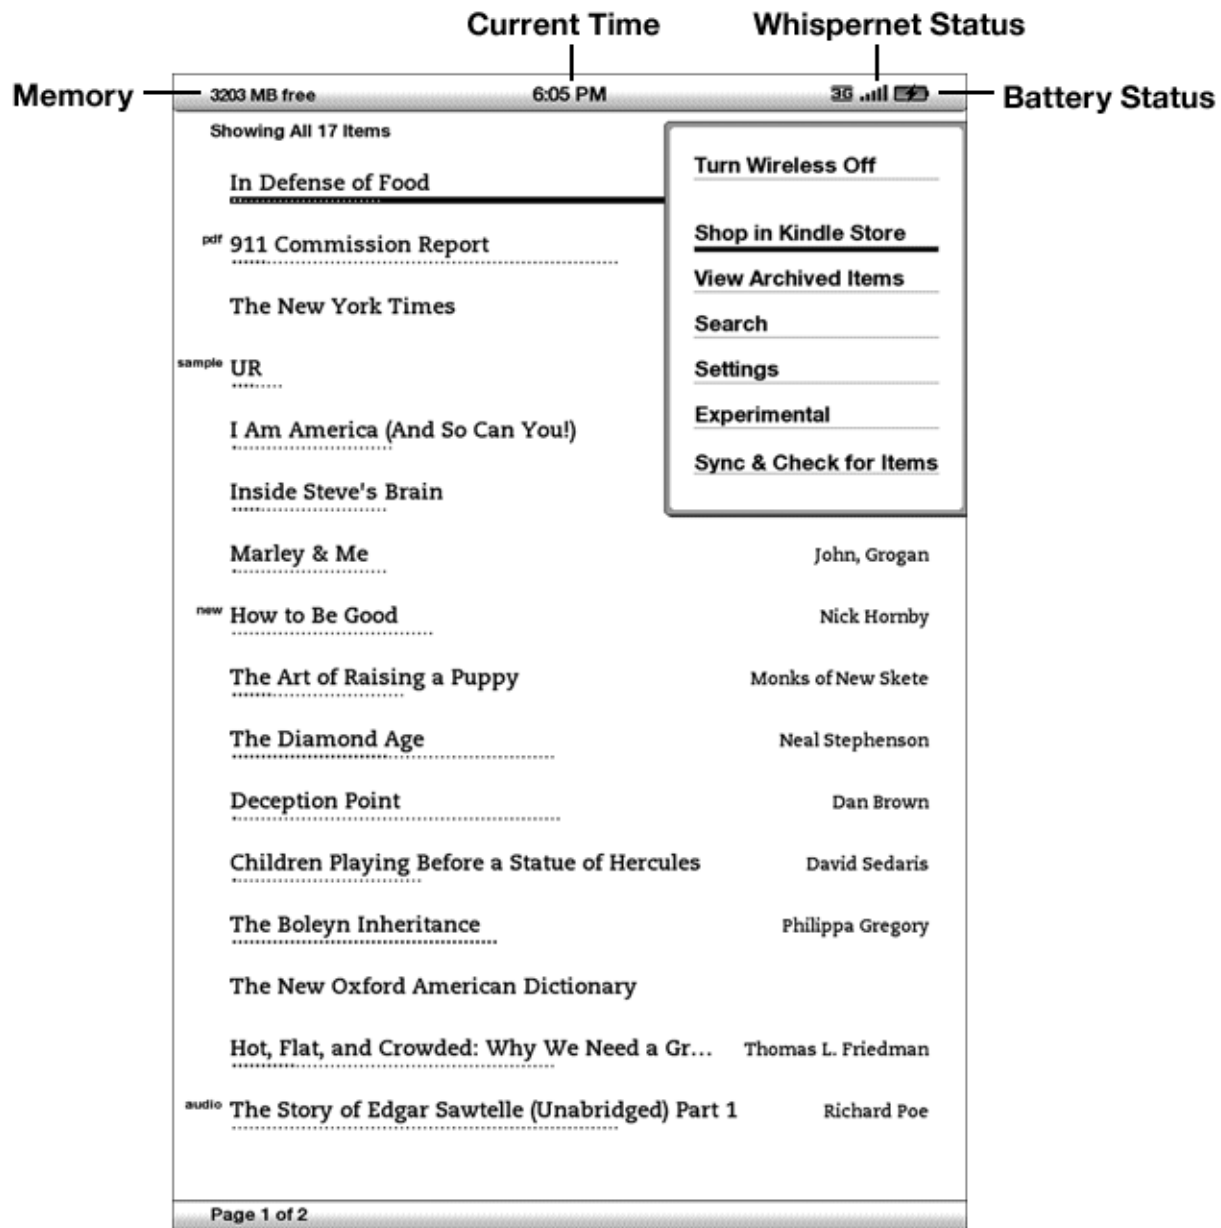 Current Time Whispernet Status
Memory 3203 MB free 6:05 PM 3G Battery Status
Showing All 17 Items
Turn Wireless Off
In Defense of Food
Shop in Kindle Store
pdf 911 Commission Report
View Archived Items
The New York Times
Search
sample UR
Settings
Experimental
I Am America (And So Can You!)
Sync & Check for Items
Inside Steve's Brain
Marley & Me John, Grogan
new How to Be Good Nick Hornby
The Art of Raising a Puppy Monks of New Skete
The Diamond Age Neal Stephenson
Deception Point Dan Brown
Children Playing Before a Statue of Hercules David Sedaris
The Boleyn Inheritance Philippa Gregory
The New Oxford American Dictionary
Hot, Flat, and Crowded: Why We Need a Gr... Thomas L. Friedman
audio The Story of Edgar Sawtelle (Unabridged) Part 1 Richard Poe
Page 1 of 2